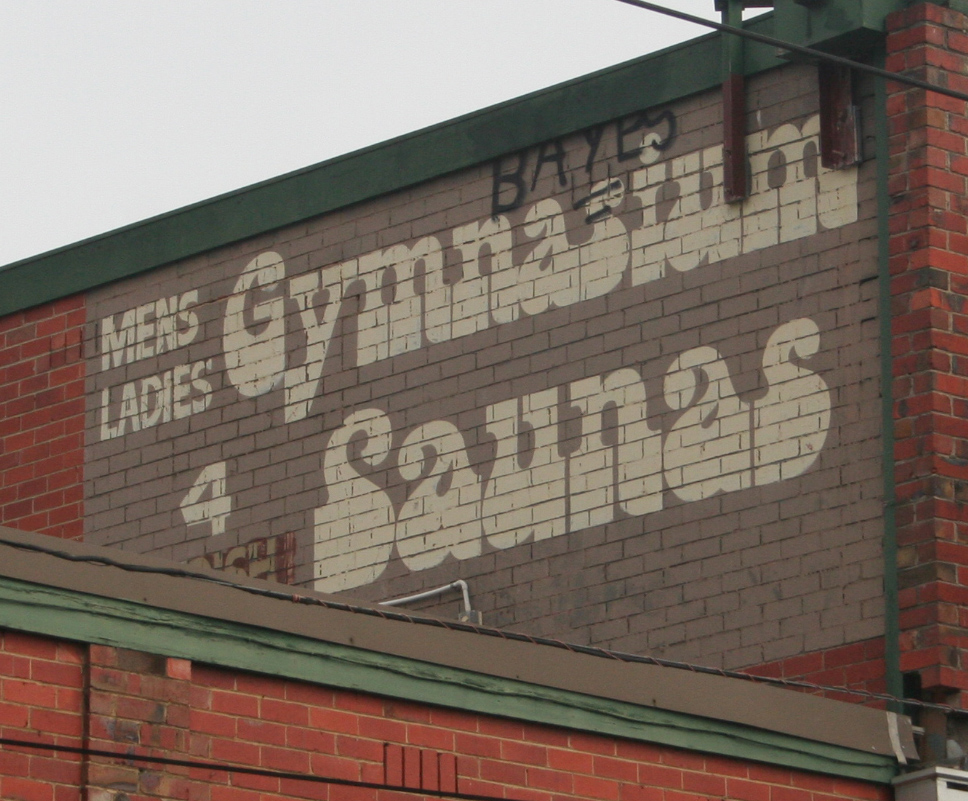 BAYES
MENS Gymnasium
LADIES
4 Saunas